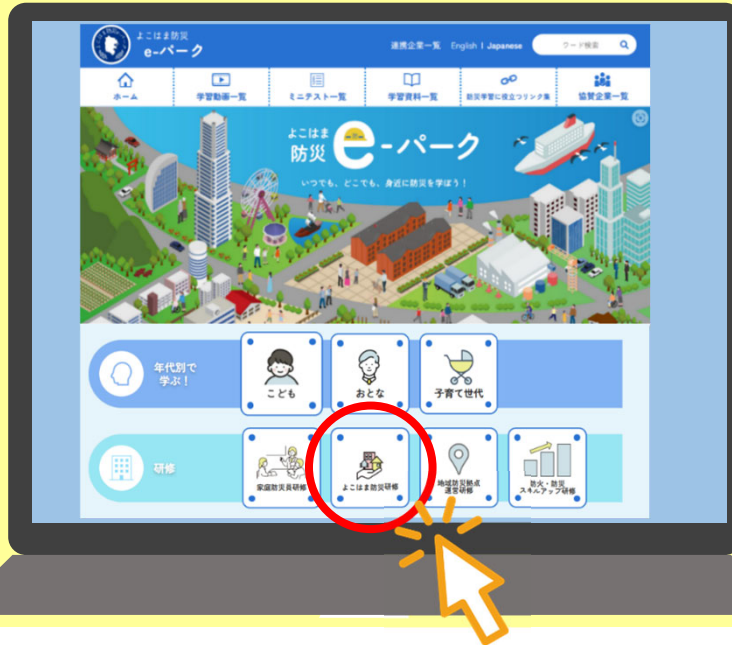 よこはま防災
e-パーク
連携企業一覧 English | Japanese ワード検索
ホーム 学習動画一覧 ミニテスト一覧 学習資料一覧 防災学習に役立つリンク集 協賛企業一覧
よこはま
防災 e-パーク
いつでも、どこでも、身近に防災を学ぼう！
年代別で
学ぶ！
こども おとな 子育て世代
研修
家庭防災員研修 よこはま防災研修 地域防災拠点
運営研修 防火・防災
スキルアップ研修